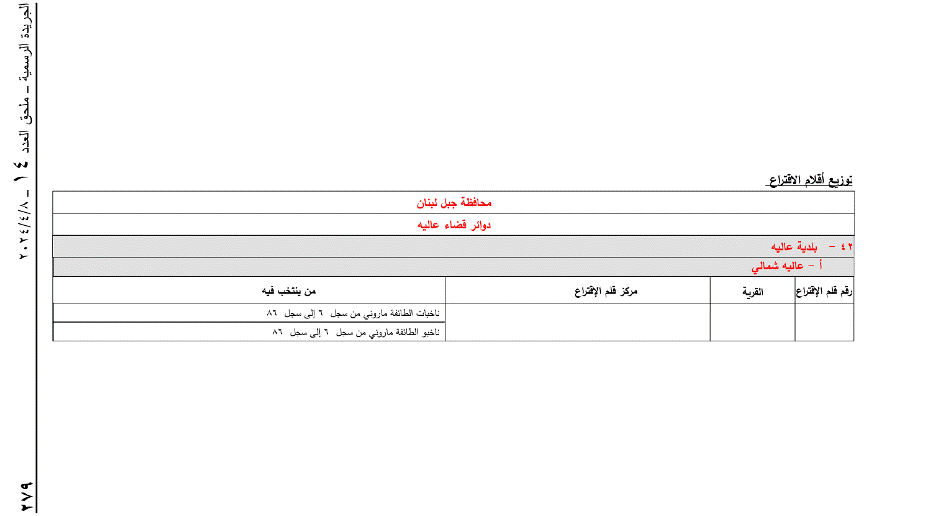 الجريدة الرسمية – ملحق العدد ١٤ – ٢٠٢٤/٤/٨
توزيع أقلام الاقتراع
محافظة جبل لبنان
دوائر قضاء عاليه
٤٢ – بلدية عاليه
أ – عاليه شمالي
رقم قلم الإقتراع القرية مركز قلم الإقتراع من ينتخب فيه
ناخبات الطائفة ماروني من سجل ٦ إلى سجل ٨٦
ناخبو الطائفة ماروني من سجل ٦ إلى سجل ٨٦
٢٧٩